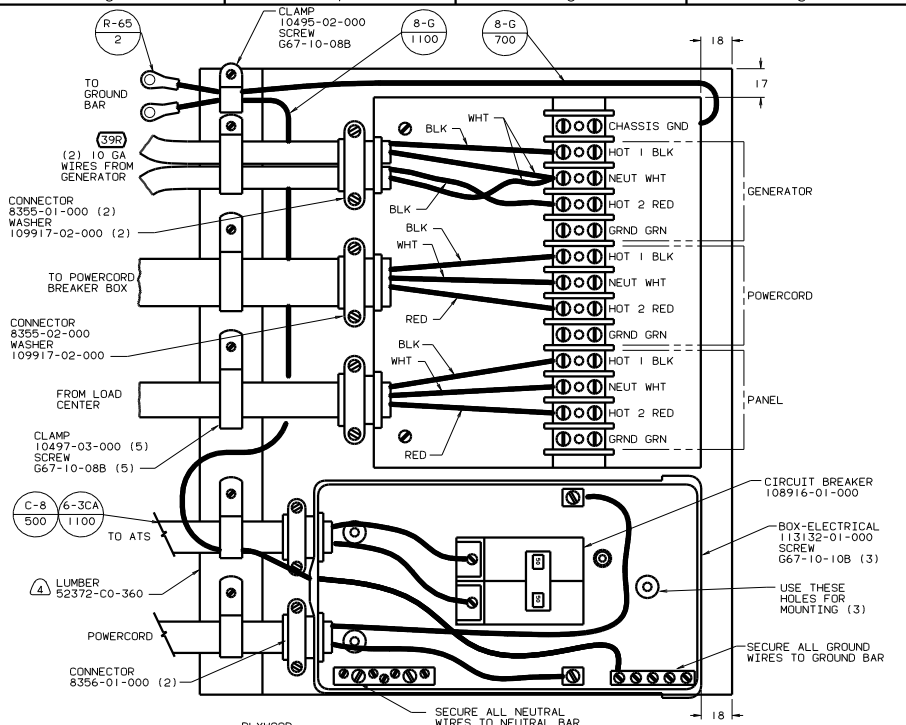 CLAMP
10495-02-000
SCREW
G67-10-08B
R-65
2
8-G
1100
8-G
700
18
17
TO
GROUND
BAR
39R
(2) 10 GA
WIRES FROM
GENERATOR
BLK
WHT
BLK
CHASSIS GND
HOT 1 BLK
NEUT WHT
HOT 2 RED
GRND GRN
GENERATOR
CONNECTOR
8355-01-000 (2)
WASHER
109917-02-000 (2)
TO POWERCORD
BREAKER BOX
BLK
WHT
RED
HOT 1 BLK
NEUT WHT
HOT 2 RED
GRND GRN
POWERCORD
CONNECTOR
8355-02-000
WASHER
109917-02-000
FROM LOAD
CENTER
BLK
WHT
RED
HOT 1 BLK
NEUT WHT
HOT 2 RED
GRND GRN
PANEL
CLAMP
10497-03-000 (5)
SCREW
G67-10-08B (5)
C-8
500
6-3CA
1100
TO ATS
4
LUMBER
52372-C0-360
POWERCORD
CONNECTOR
8356-01-000 (2)
50
50
CIRCUIT BREAKER
108916-01-000
BOX-ELECTRICAL
113132-01-000
SCREW
G67-10-10B (3)
USE THESE
HOLES FOR
MOUNTING (3)
SECURE ALL GROUND
WIRES TO GROUND BAR
SECURE ALL NEUTRAL
WIRES TO NEUTRAL BAR
18
PLYWOOD